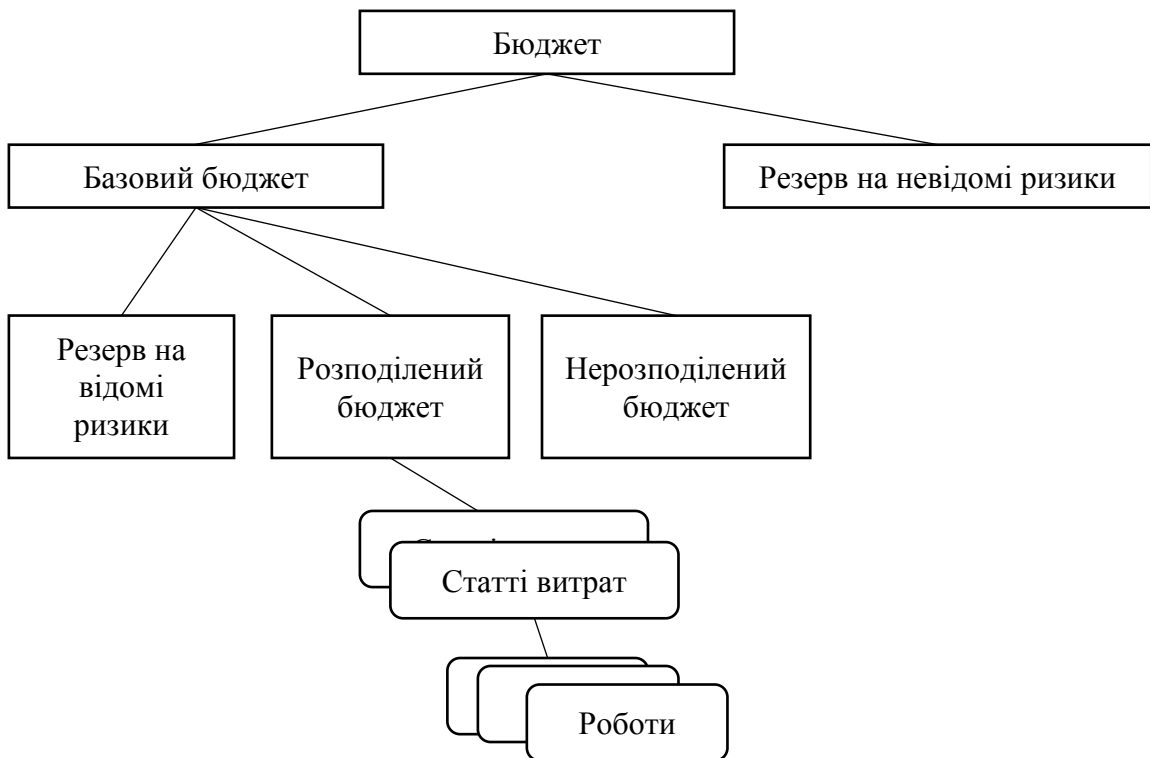 Бюджет
Базовий бюджет
Резерв на невідомі ризики
Резерв на
відомі
ризики
Розподілений
бюджет
Нерозподілений
бюджет
Статті витрат
Роботи